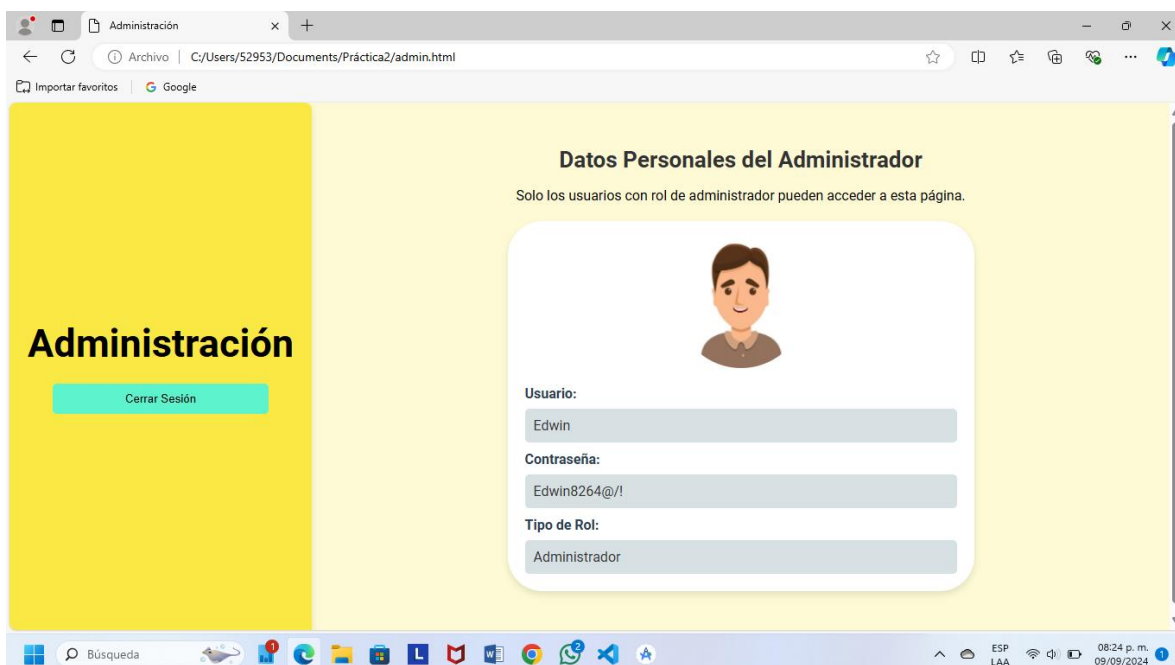 Administración
Archivo
C:/Users/52953/Documents/Práctica2/admin.html
Importar favoritos
Google
Datos Personales del Administrador
Solo los usuarios con rol de administrador pueden acceder a esta página.
Administración
Cerrar Sesión
Usuario:
Edwin
Contraseña:
Edwin8264@/!
Tipo de Rol:
Administrador
Búsqueda
ESP
LAA
08:24 p. m.
09/09/2024